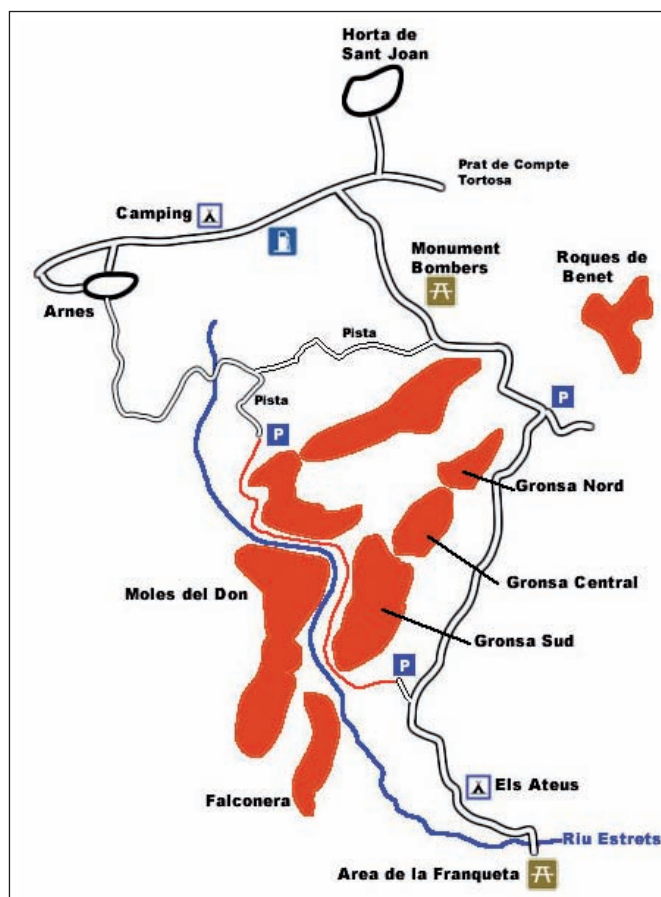 Horta de
Sant Joan
Prat de Compte
Tortosa
Camping
Monument
Bombers
Roques de
Benet
Arnes
Pista
Pista
P
P
Gronsa Nord
Gronsa Central
Moles del Don
Gronsa Sud
P
Els Ateus
Falconera
Riu Estrets
Area de la Franqueta